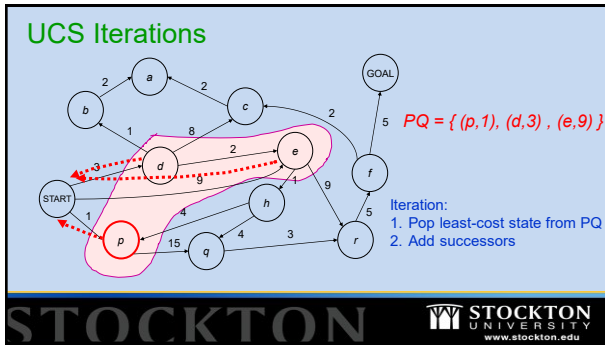 UCS Iterations
GOAL
a
2
2
c
b
2
5
PQ = { (p,1), (d,3) , (e,9) }
1
8
e
2
d
3
f
9
START
1
h
9
Iteration:
1. Pop least-cost state from PQ
2. Add successors
1
4
5
4
p
15
q
3
r
STOCKTON
STOCKTON
UNIVERSITY
www.stockton.edu